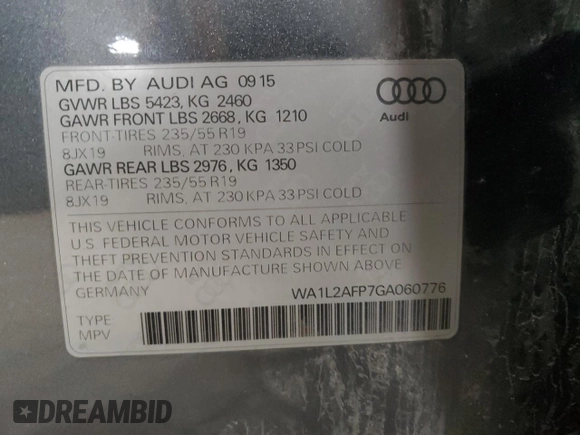 MFD. BY AUDI AG 09 15
GVWR LBS 5423, KG 2460
GAWR FRONT LBS 2668, KG 1210
FRONT-TIRES 235/55 R19
8JX19 RIMS, AT 230 KPA 33 PSI COLD
GAWR REAR LBS 2976, KG 1350
REAR-TIRES 235/55 R19
8JX19 RIMS, AT 230 KPA 33 PSI COLD
Audi
THIS VEHICLE CONFORMS TO ALL APPLICABLE
U.S. FEDERAL MOTOR VEHICLE SAFETY AND
THEFT PREVENTION STANDARDS IN EFFECT ON
THE DATE OF MANUFACTURE SHOWN ABOVE.
GERMANY WA1L2AFP7GA060776
TYPE
MPV
DREAMBID